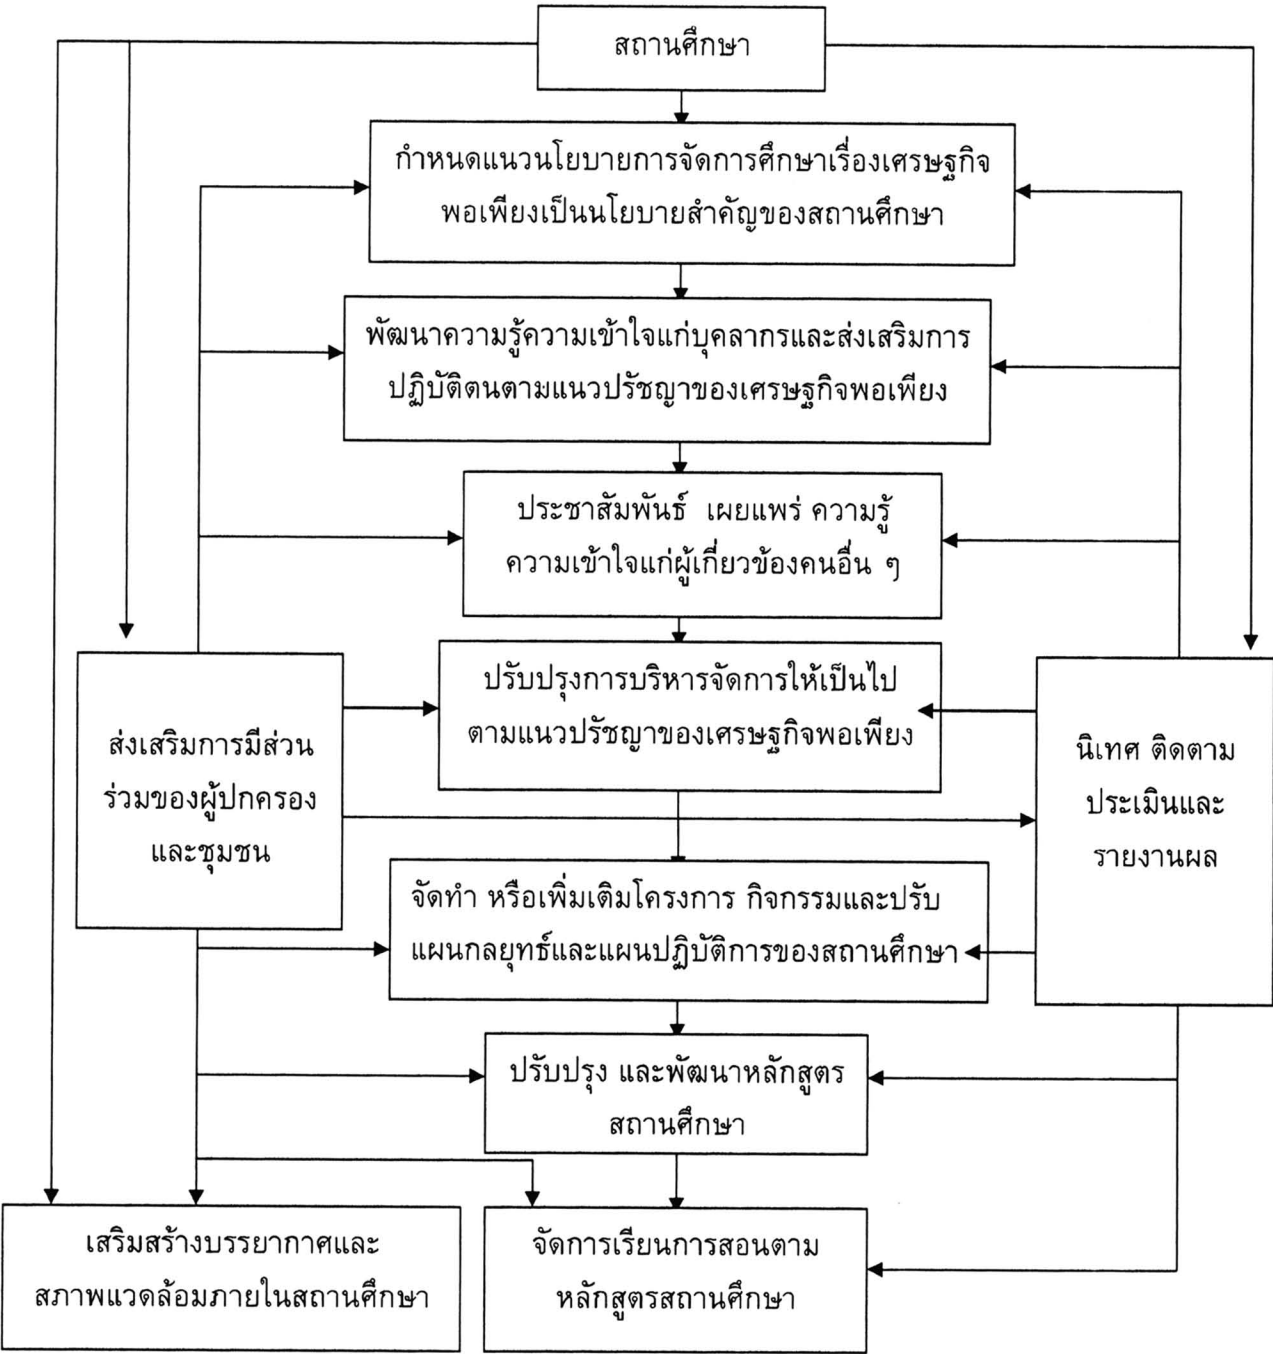 สถานศึกษา
กำหนดแนวนโยบายการจัดการศึกษาเรื่องเศรษฐกิจ
พอเพียงเป็นนโยบายสำคัญของสถานศึกษา
พัฒนาความรู้ความเข้าใจแก่บุคลากรและส่งเสริมการ
ปฏิบัติตนตามแนวปรัชญาของเศรษฐกิจพอเพียง
ประชาสัมพันธ์ เผยแพร่ ความรู้
ความเข้าใจแก่ผู้เกี่ยวข้องคนอื่น ๆ
ปรับปรุงการบริหารจัดการให้เป็นไป
ตามแนวปรัชญาของเศรษฐกิจพอเพียง
ส่งเสริมการมีส่วน
ร่วมของผู้ปกครอง
และชุมชน
นิเทศ ติดตาม
ประเมินและ
รายงานผล
จัดทำ หรือเพิ่มเติมโครงการ กิจกรรมและปรับ
แผนกลยุทธ์และแผนปฏิบัติการของสถานศึกษา
ปรับปรุง และพัฒนาหลักสูตร
สถานศึกษา
เสริมสร้างบรรยากาศและ
สภาพแวดล้อมภายในสถานศึกษา
จัดการเรียนการสอนตาม
หลักสูตรสถานศึกษา